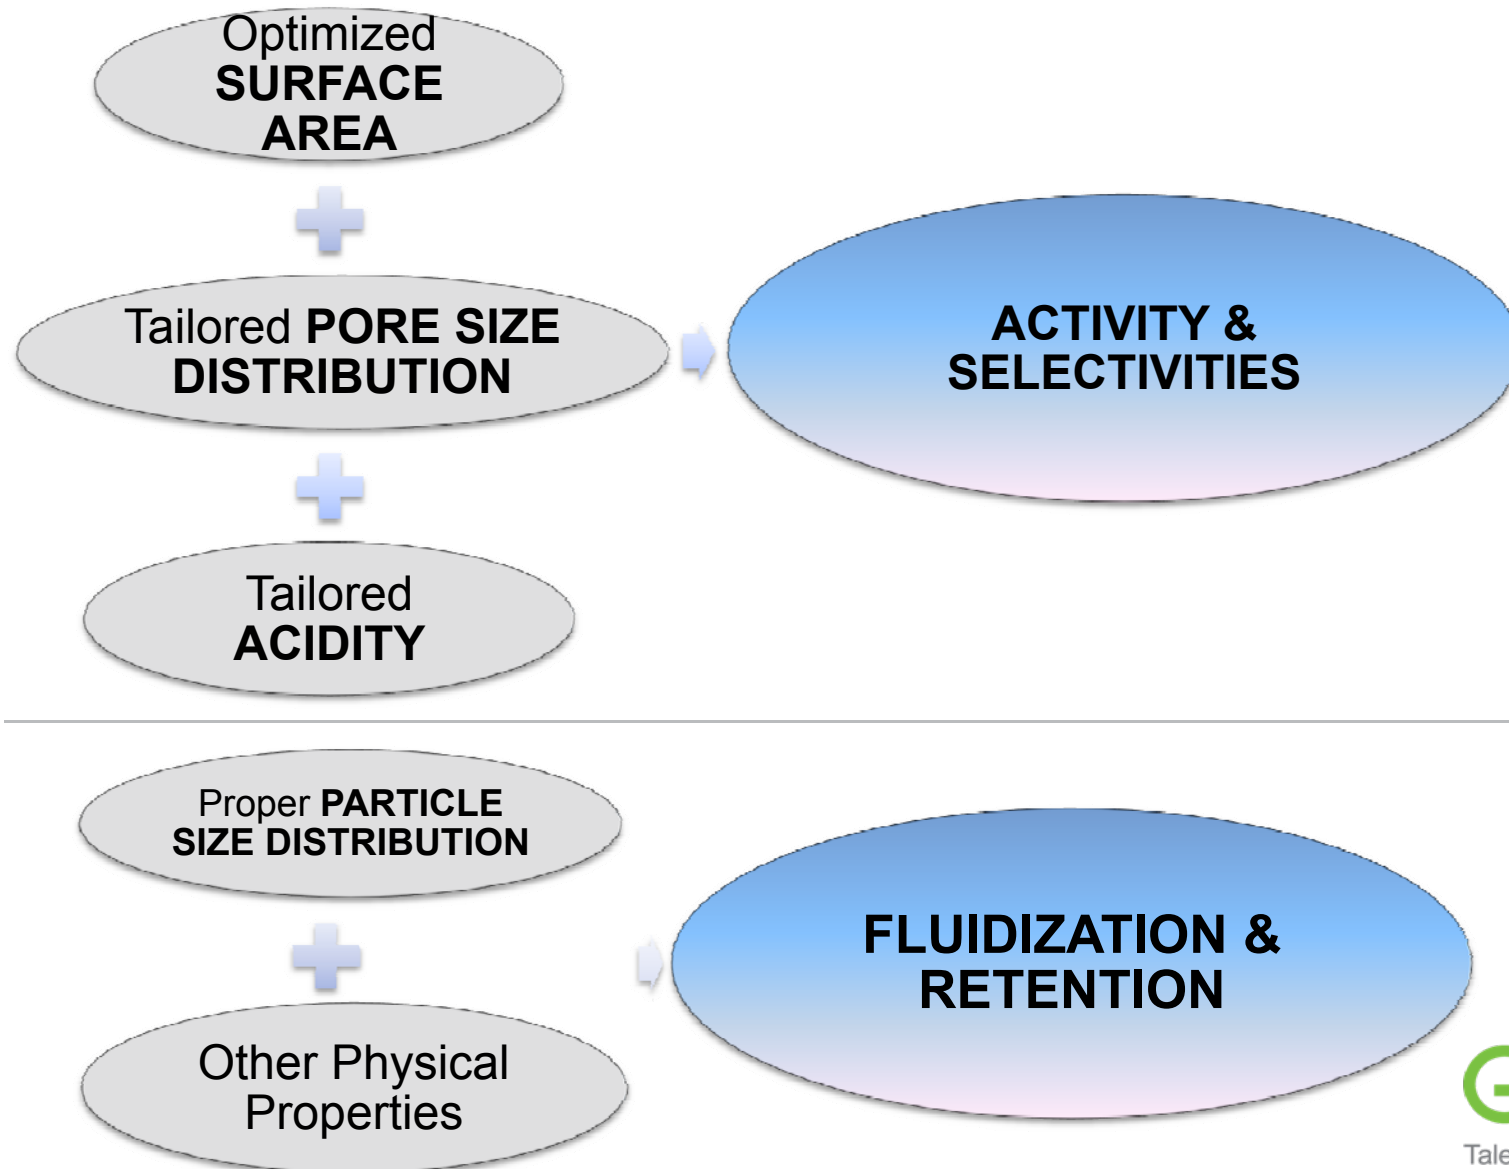 Optimized
SURFACE
AREA
Tailored PORE SIZE
DISTRIBUTION
ACTIVITY &
SELECTIVITIES
Tailored
ACIDITY
Proper PARTICLE
SIZE DISTRIBUTION
FLUIDIZATION &
RETENTION
Other Physical
Properties